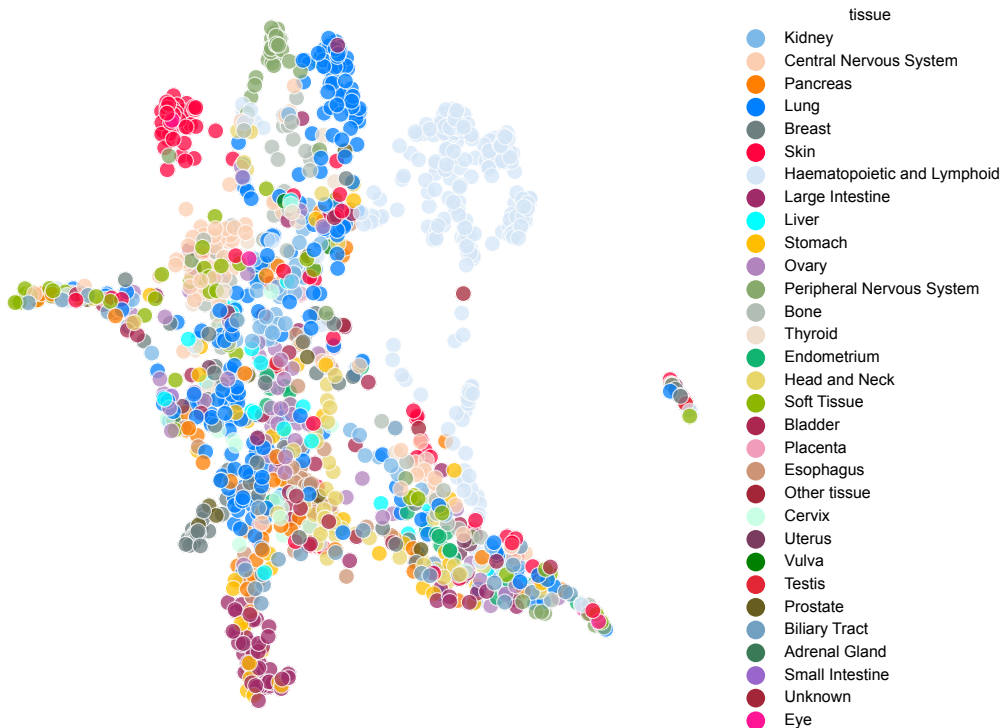 tissue
Kidney
Central Nervous System
Pancreas
Lung
Breast
Skin
Haematopoietic and Lymphoid
Large Intestine
Liver
Stomach
Ovary
Peripheral Nervous System
Bone
Thyroid
Endometrium
Head and Neck
Soft Tissue
Bladder
Placenta
Esophagus
Other tissue
Cervix
Uterus
Vulva
Testis
Prostate
Biliary Tract
Adrenal Gland
Small Intestine
Unknown
Eye